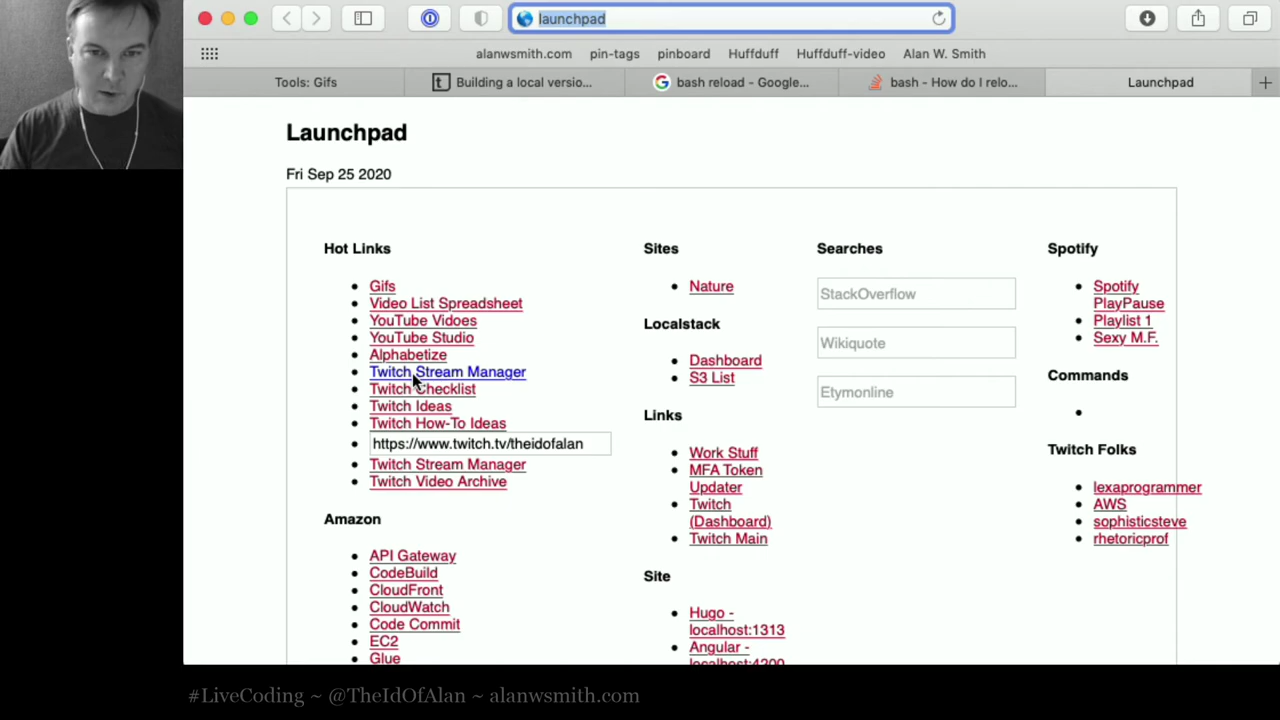 launchpad
alanwsmith.com pin-tags pinboard Huffduff Huffduff-video Alan W. Smith
Tools: Gifs Building a local versio... bash reload - Google... bash - How do I relo... Launchpad
Launchpad
Fri Sep 25 2020
Hot Links
Gifs
Video List Spreadsheet
YouTube Vidoes
YouTube Studio
Alphabetize
Twitch Stream Manager
Twitch Checklist
Twitch Ideas
Twitch How-To Ideas
https://www.twitch.tv/theidofalan
Twitch Stream Manager
Twitch Video Archive
Amazon
API Gateway
CodeBuild
CloudFront
CloudWatch
Code Commit
EC2
Glue
Sites
Nature
Localstack
Dashboard
S3 List
Links
Work Stuff
MFA Token
Updater
Twitch
(Dashboard)
Twitch Main
Site
Hugo -
localhost:1313
Angular -
localhost:4200
Searches
StackOverflow
Wikiquote
Etymonline
Spotify
Spotify
PlayPause
Playlist 1
Sexy M.F.
Commands
Twitch Folks
lexaprogrammer
AWS
sophisticsteve
rhetoricprof
#LiveCoding ~ @TheIdOfAlan ~ alanwsmith.com